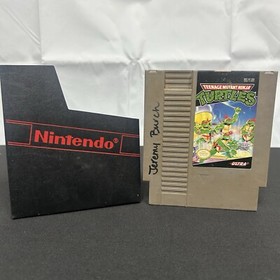 Nintendo®
Jeremy Burch
TEENAGE MUTANT NINJA
TURTLES
ULTRA